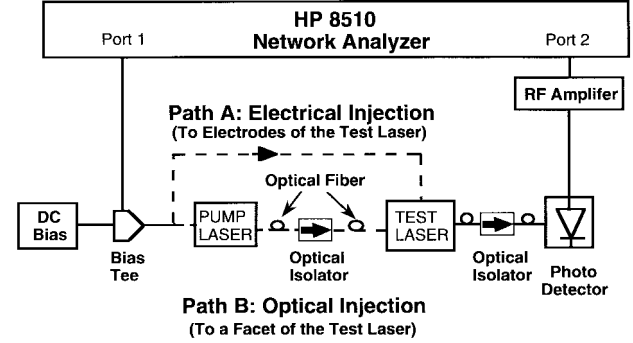 HP 8510
Port 1
Network Analyzer
Port 2
RF Amplifer
Path A: Electrical Injection
(To Electrodes of the Test Laser)
Optical Fiber
DC
Bias
PUMP
LASER
TEST
LASER
Bias
Tee
Optical
Isolator
Optical
Isolator
Photo
Detector
Path B: Optical Injection
(To a Facet of the Test Laser)